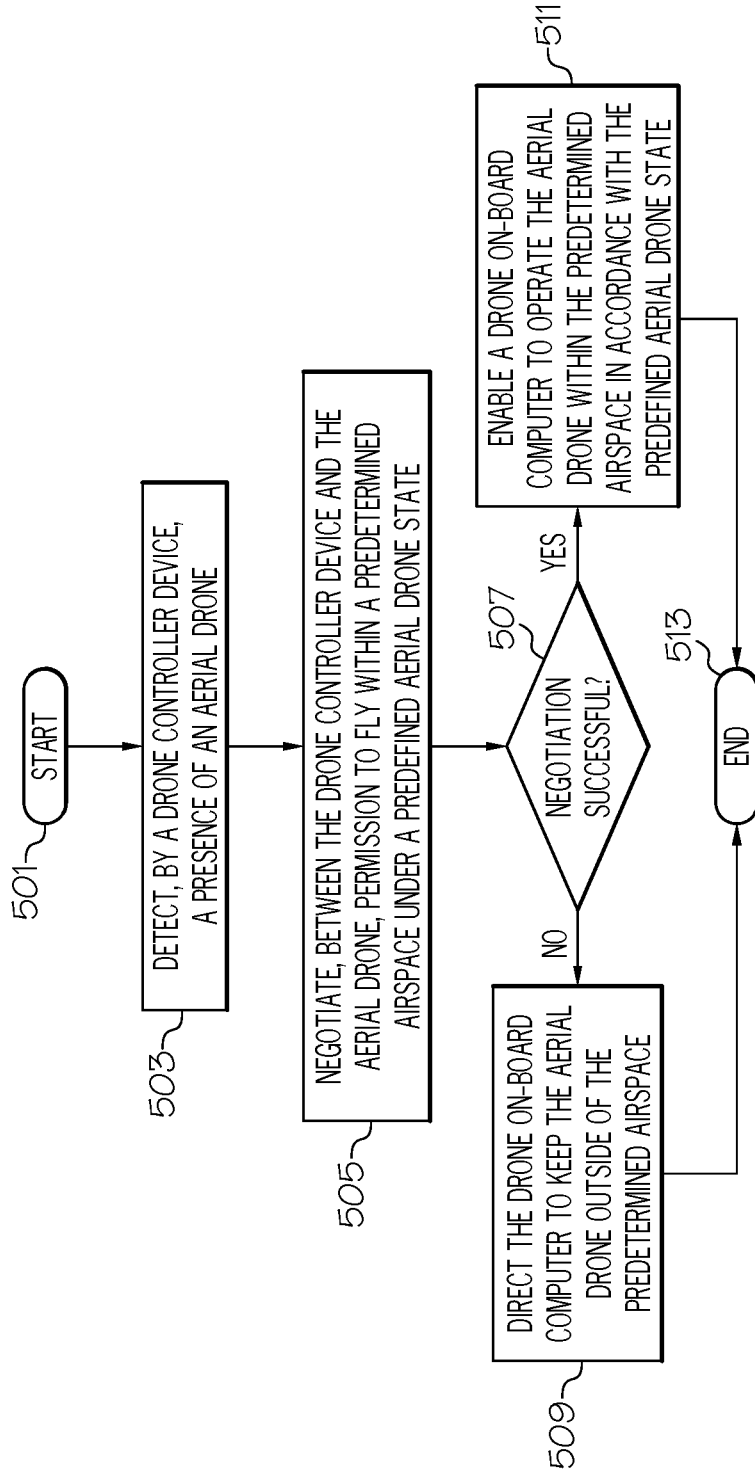 501
START
503
DETECT, BY A DRONE CONTROLLER DEVICE,
A PRESENCE OF AN AERIAL DRONE
505
NEGOTIATE, BETWEEN THE DRONE CONTROLLER DEVICE AND THE
AERIAL DRONE, PERMISSION TO FLY WITHIN A PREDETERMINED
AIRSPACE UNDER A PREDEFINED AERIAL DRONE STATE
507
NEGOTIATION
SUCCESSFUL?
NO
YES
509
DIRECT THE DRONE ON-BOARD
COMPUTER TO KEEP THE AERIAL
DRONE OUTSIDE OF THE
PREDETERMINED AIRSPACE
511
ENABLE A DRONE ON-BOARD
COMPUTER TO OPERATE THE AERIAL
DRONE WITHIN THE PREDETERMINED
AIRSPACE IN ACCORDANCE WITH THE
PREDEFINED AERIAL DRONE STATE
513
END